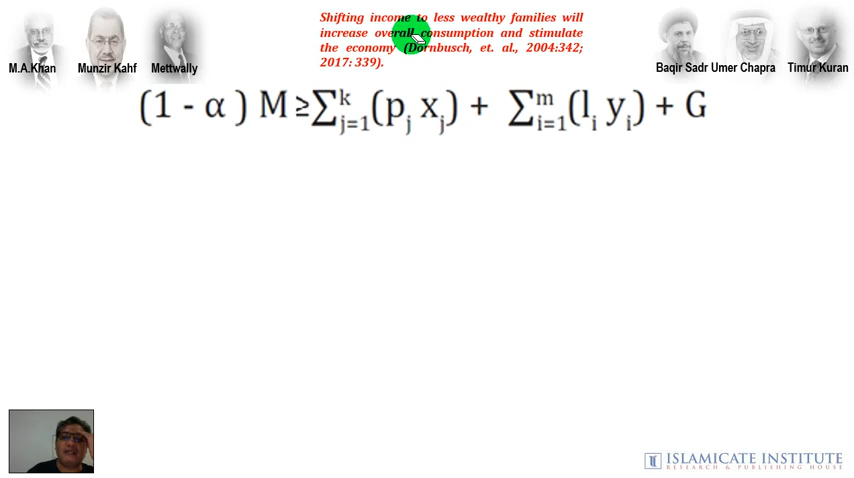 Shifting income to less wealthy families will
increase overall consumption and stimulate
the economy (Dornbusch, et. al., 2004:342;
2017: 339).
M.A.Khan Munzir Kahf Mettwally
Baqir Sadr Umer Chapra Timur Kuran
(1 - α ) M ≥ ∑ᵏⱼ₌₁(pⱼ xⱼ) + ∑ᵐᵢ₌₁(lᵢ yᵢ) + G
ISLAMICATE INSTITUTE
RESEARCH & PUBLISHING HOUSE